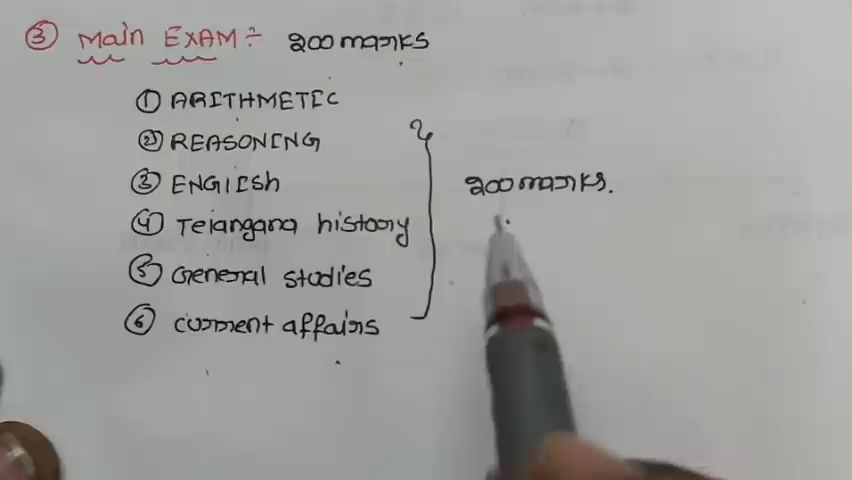 ③ Main EXAM:- 200 marks
① ARITHMETIC
② REASONING
③ ENGlISh
④ Telangana history
⑤ General studies
⑥ current affairs
200 marks.